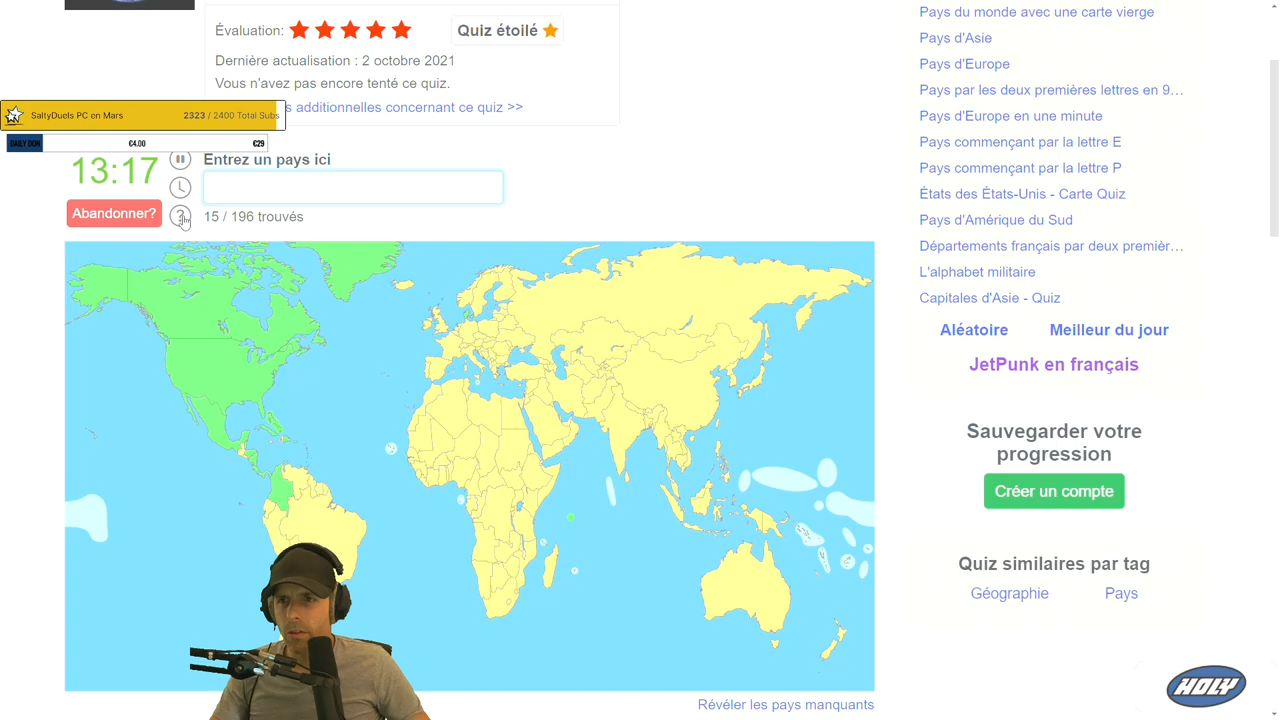 Évaluation:
Quiz étoilé
Dernière actualisation : 2 octobre 2021
Vous n'avez pas encore tenté ce quiz.
s additionnelles concernant ce quiz >>
SaltyDuels PC en Mars
2323 / 2400 Total Subs
DAILY DON
€4.00
€29
13:17
Entrez un pays ici
Abandonner?
15 / 196 trouvés
Révéler les pays manquants
Pays du monde avec une carte vierge
Pays d'Asie
Pays d'Europe
Pays par les deux premières lettres en 9…
Pays d'Europe en une minute
Pays commençant par la lettre E
Pays commençant par la lettre P
États des États-Unis - Carte Quiz
Pays d'Amérique du Sud
Départements français par deux premièr…
L'alphabet militaire
Capitales d'Asie - Quiz
Aléatoire
Meilleur du jour
JetPunk en français
Sauvegarder votre
progression
Créer un compte
Quiz similaires par tag
Géographie
Pays
HOLY